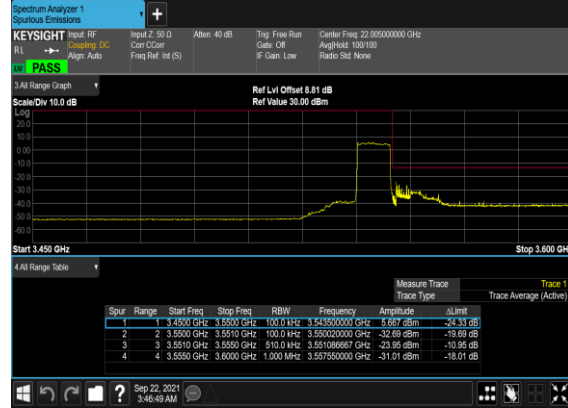 Spectrum Analyzer 1
Spurious Emissions
KEYSIGHT Input: RF Input Z: 50 Ω Atten: 40 dB Trig: Free Run Center Freq: 22.005000000 GHz
RL Coupling: DC Corr CCorr Gate: Off Avg|Hold: 100/100
Align: Auto Freq Ref: Int (S) IF Gain: Low Radio Std: None
LW PASS
3 All Range Graph
Ref Lvl Offset 8.81 dB
Scale/Div 10.0 dB Ref Value 30.00 dBm
Log
20.0
10.0
0.00
-10.0
-20.0
-30.0
-40.0
-50.0
-60.0
Start 3.450 GHz Stop 3.600 GH
4 All Range Table
Measure Trace Trace 1
Trace Type Trace Average (Active)
Spur Range Start Freq Stop Freq RBW Frequency Amplitude ΔLimit
1 1 3.4500 GHz 3.5500 GHz 100.0 kHz 3.543500000 GHz 5.667 dBm -24.33 dB
2 2 3.5500 GHz 3.5510 GHz 100.0 kHz 3.550020000 GHz -32.69 dBm -19.69 dB
3 3 3.5510 GHz 3.5550 GHz 510.0 kHz 3.551086667 GHz -23.95 dBm -10.95 dB
4 4 3.5550 GHz 3.6000 GHz 1.000 MHz 3.557550000 GHz -31.01 dBm -18.01 dB
? Sep 22, 2021
3:46:49 AM